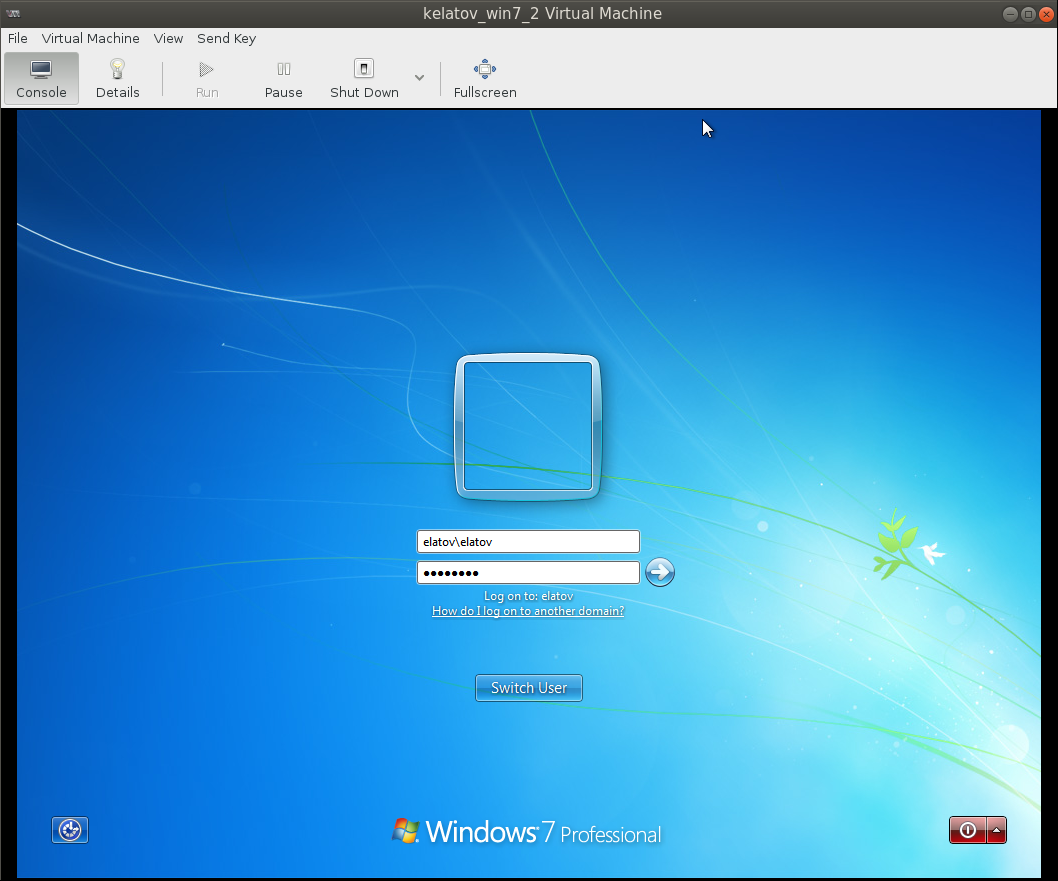 kelatov_win7_2 Virtual Machine
File Virtual Machine View Send Key
Console Details Run Pause Shut Down Fullscreen
elatov\elatov
••••••••
Log on to: elatov
How do I log on to another domain?
Switch User
Windows 7 Professional